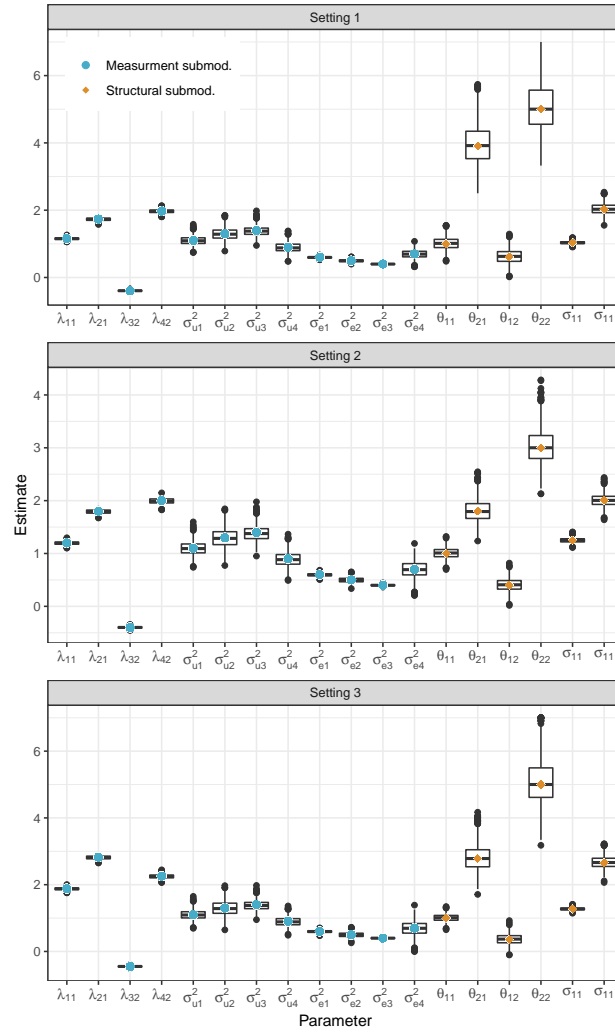 Setting 1
Measurment submod.
Structural submod.
6
4
2
0
λ11 λ21 λ32 λ42 σ²u1 σ²u2 σ²u3 σ²u4 σ²e1 σ²e2 σ²e3 σ²e4 θ11 θ21 θ12 θ22 σ11 σ11
Setting 2
4
3
2
1
0
Estimate
λ11 λ21 λ32 λ42 σ²u1 σ²u2 σ²u3 σ²u4 σ²e1 σ²e2 σ²e3 σ²e4 θ11 θ21 θ12 θ22 σ11 σ11
Setting 3
6
4
2
0
λ11 λ21 λ32 λ42 σ²u1 σ²u2 σ²u3 σ²u4 σ²e1 σ²e2 σ²e3 σ²e4 θ11 θ21 θ12 θ22 σ11 σ11
Parameter